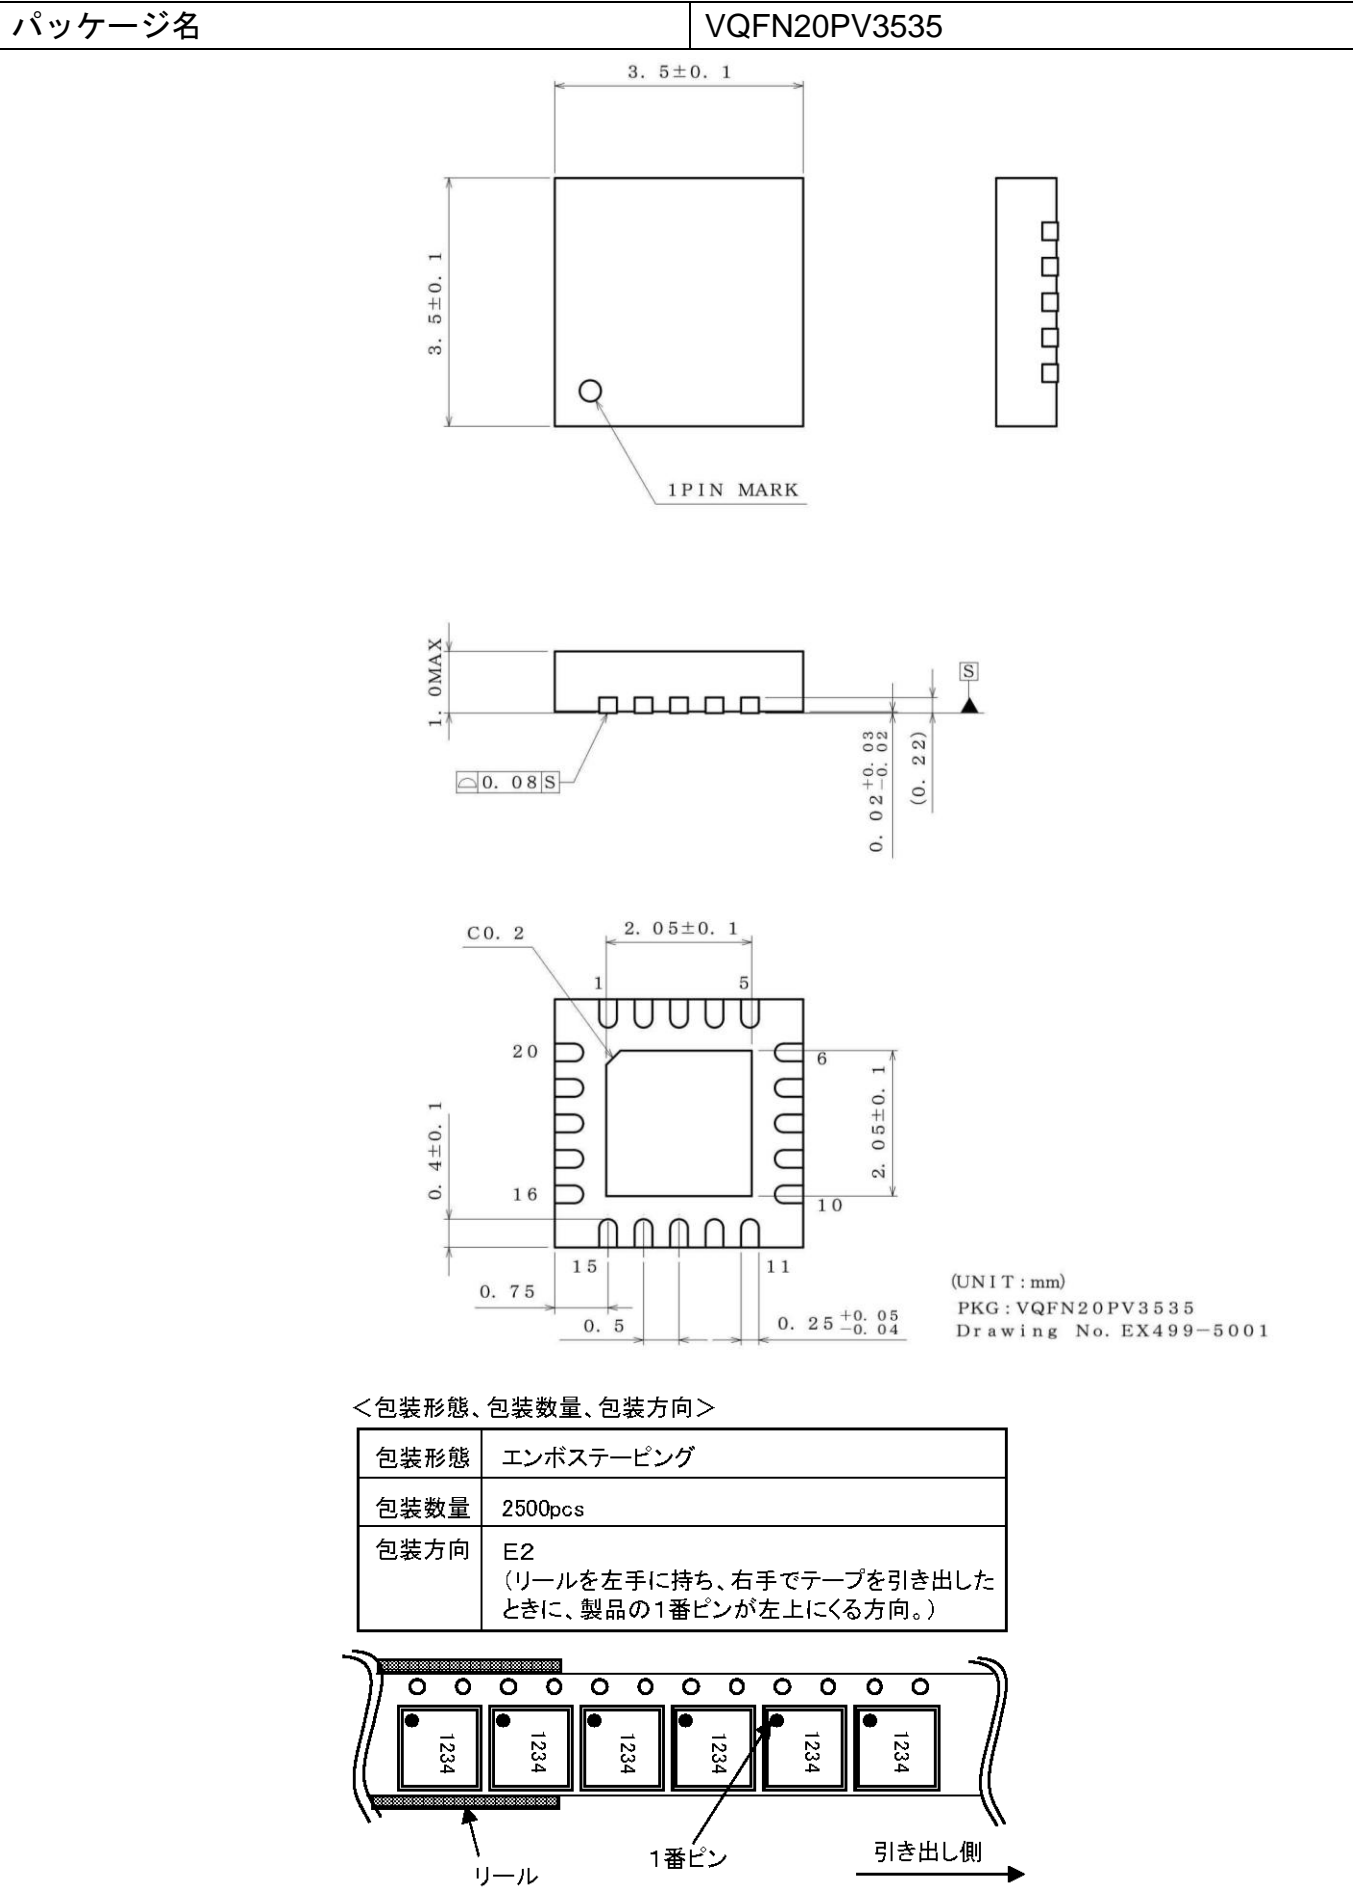 パッケージ名 VQFN20PV3535
3.5±0.1
3.5±0.1
1PIN MARK
1.0MAX
S
0.08 S
0.02 +0.03 -0.02
(0.22)
C0.2
2.05±0.1
1 5
20 6
2.05±0.1
0.4±0.1
16 10
15 11
0.75
0.5
0.25 +0.05 -0.04
(UNIT:mm)
PKG:VQFN20PV3535
Drawing No. EX499-5001
<包装形態、包装数量、包装方向>
包装形態 エンボステーピング
包装数量 2500pcs
包装方向 E2
(リールを左手に持ち、右手でテープを引き出した
ときに、製品の1番ピンが左上にくる方向。)
1234 1234 1234 1234 1234 1234
リール
1番ピン
引き出し側